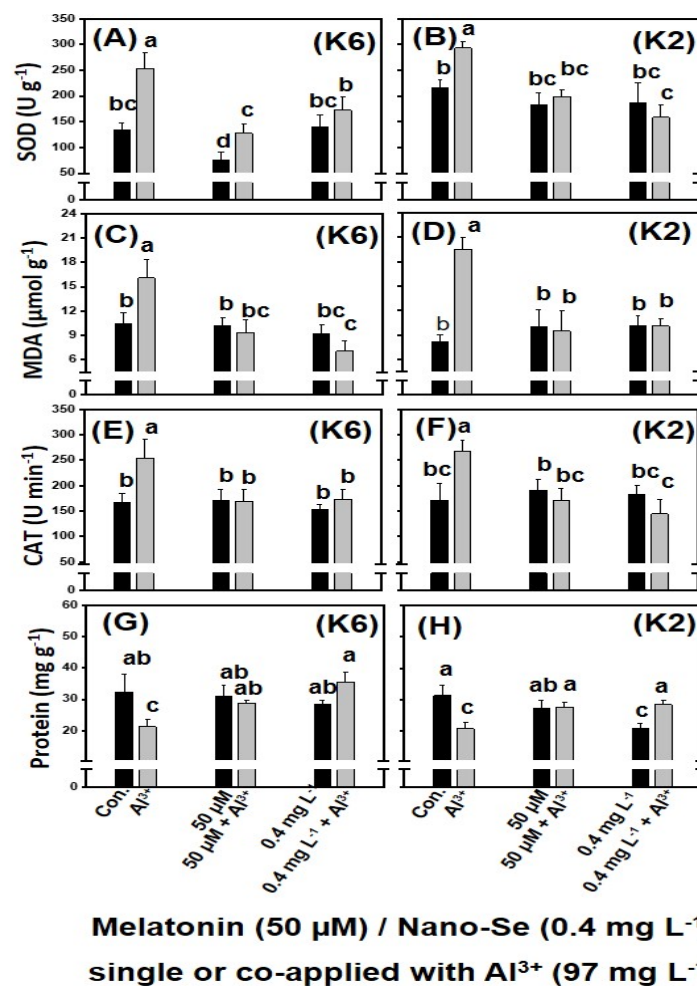 (A) (K6) (B) (K2)
SOD (U g⁻¹)
350
300
250
200
150
100
50
0
bc a d c bc b
b a bc bc bc c
(C) (K6) (D) (K2)
MDA (μmol g⁻¹)
24
21
18
15
12
9
6
0
b a b bc bc c
b a b b b b
(E) (K6) (F) (K2)
CAT (U min⁻¹)
350
300
250
200
150
100
50
0
b a b b b b
bc a b bc bc c
(G) (K6) (H) (K2)
Protein (mg g⁻¹)
60
50
40
30
20
0
ab c ab ab ab a
a c ab a c a
Con. Al³⁺ 50 μM 50 μM + Al³⁺ 0.4 mg L⁻¹ 0.4 mg L⁻¹ + Al³⁺
Con. Al³⁺ 50 μM 50 μM + Al³⁺ 0.4 mg L⁻¹ 0.4 mg L⁻¹ + Al³⁺
Melatonin (50 μM) / Nano-Se (0.4 mg L⁻¹
single or co-applied with Al³⁺ (97 mg L⁻¹